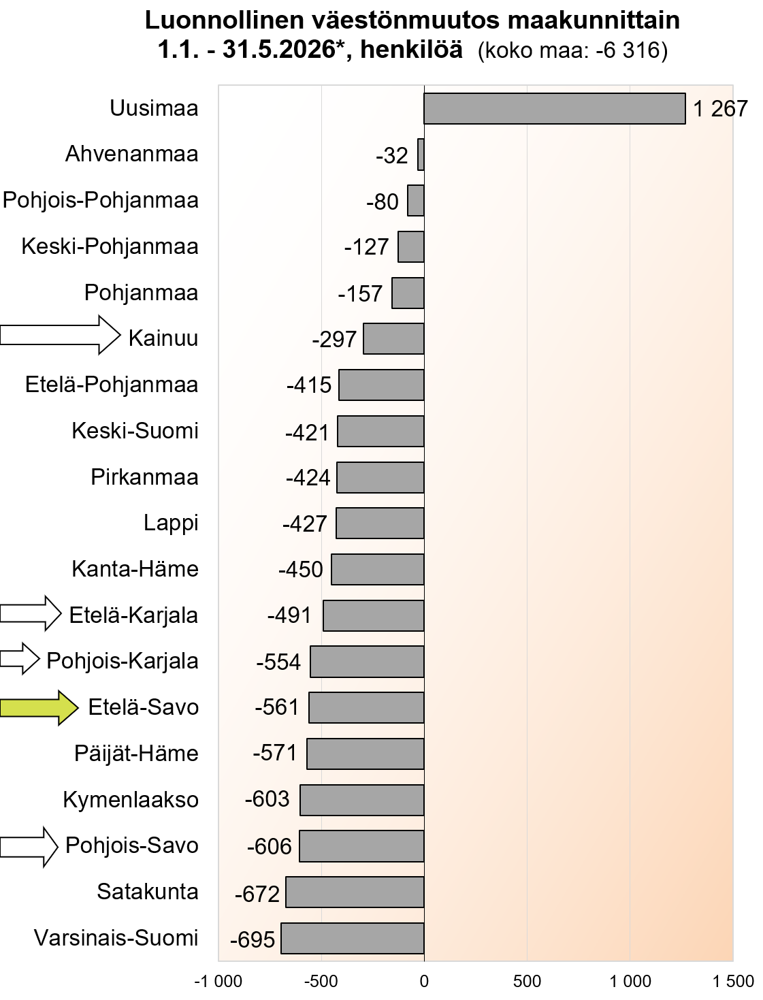 Luonnollinen väestönmuutos maakunnittain
1.1. - 31.5.2026*, henkilöä (koko maa: -6 316)
Uusimaa 1 267
Ahvenanmaa -32
Pohjois-Pohjanmaa -80
Keski-Pohjanmaa -127
Pohjanmaa -157
Kainuu -297
Etelä-Pohjanmaa -415
Keski-Suomi -421
Pirkanmaa -424
Lappi -427
Kanta-Häme -450
Etelä-Karjala -491
Pohjois-Karjala -554
Etelä-Savo -561
Päijät-Häme -571
Kymenlaakso -603
Pohjois-Savo -606
Satakunta -672
Varsinais-Suomi -695
-1 000 -500 0 500 1 000 1 500